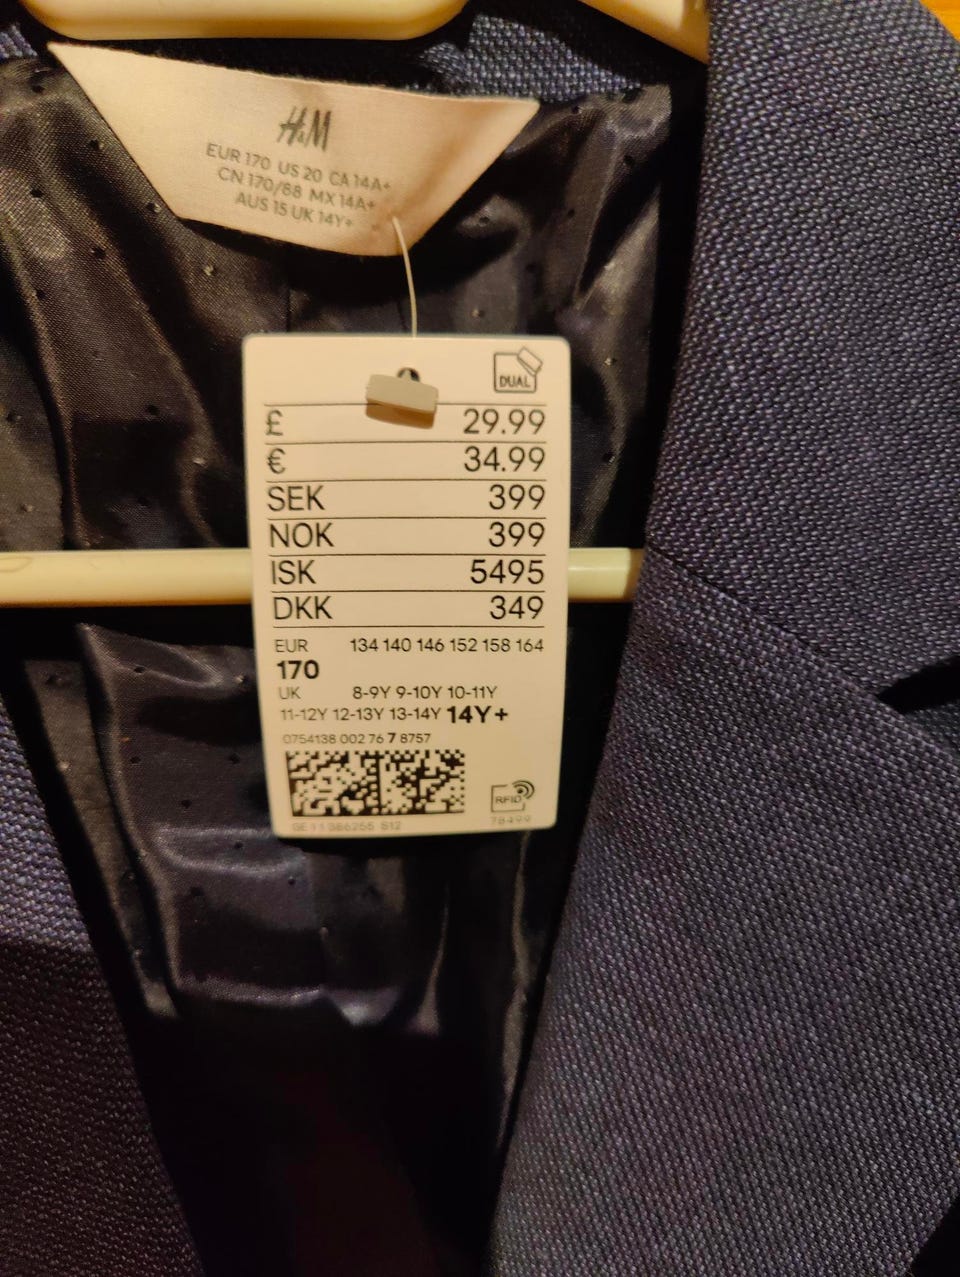 H&M
EUR 170 US 20 CA 14A+
CN 170/88 MX 14A+
AUS 15 UK 14Y+
DUAL
£ 29.99
€ 34.99
SEK 399
NOK 399
ISK 5495
DKK 349
EUR 134 140 146 152 158 164
170
UK 8-9Y 9-10Y 10-11Y
11-12Y 12-13Y 13-14Y 14Y+
0754138 002 76 7 8757
RFID
78499